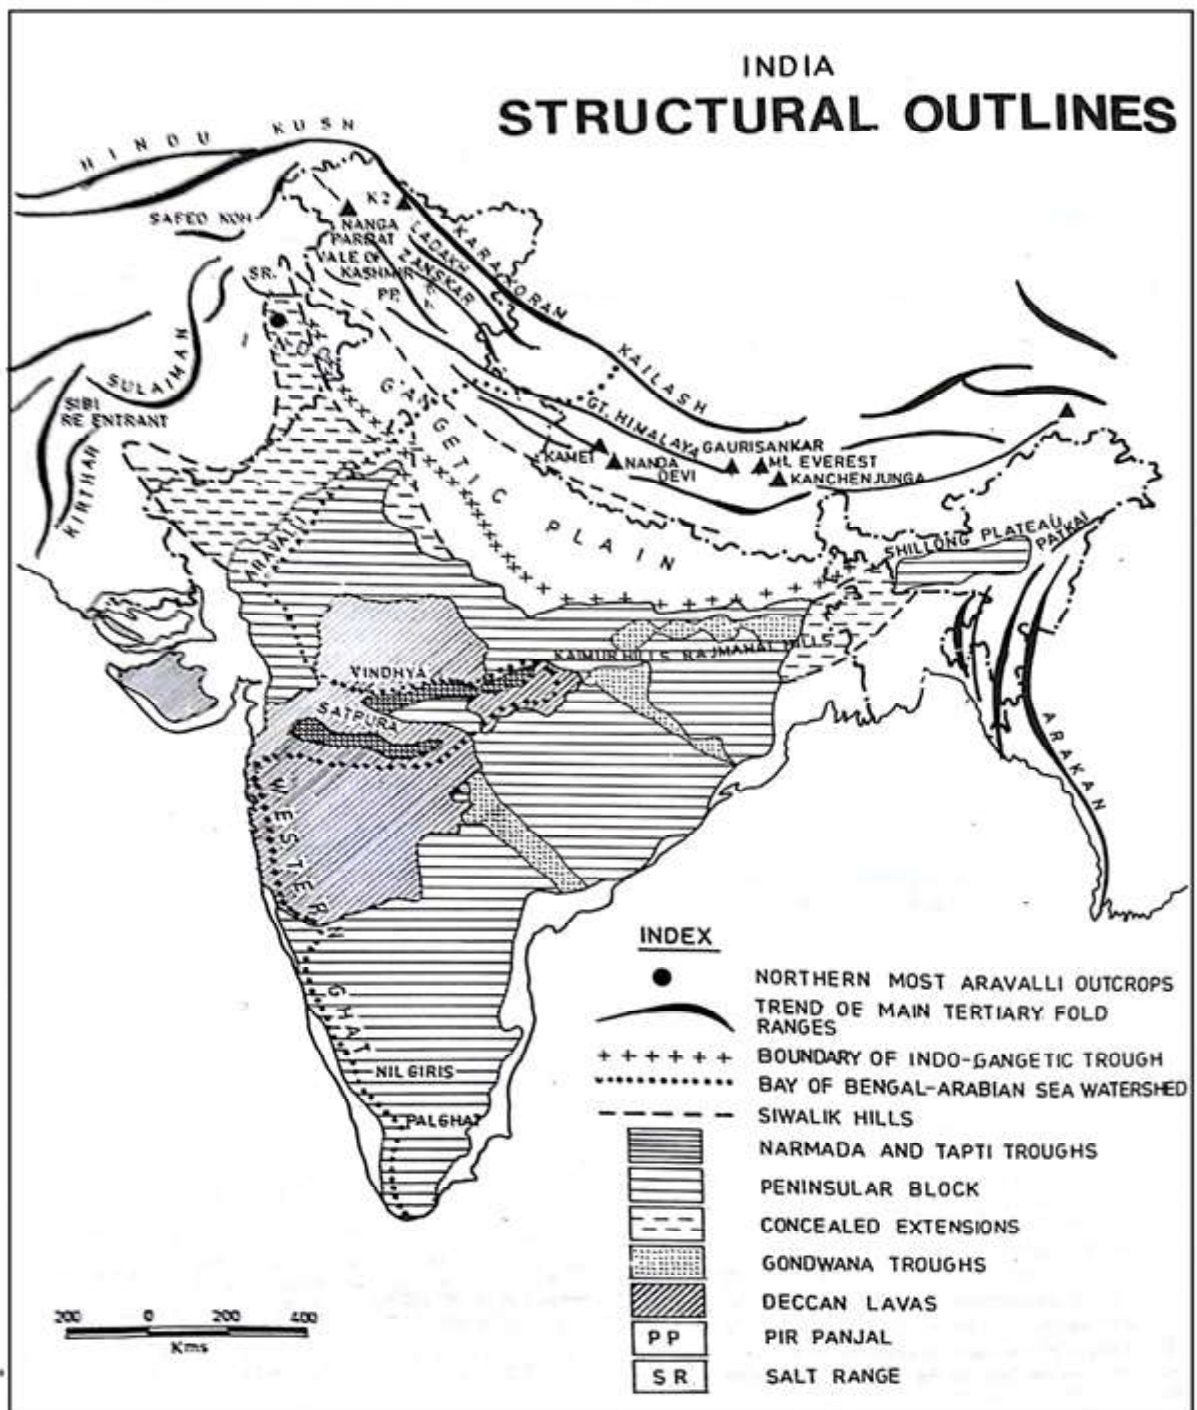 INDIA
STRUCTURAL OUTLINES
HINDU KUSH
SAFED KOH
K2
NANGA
PARBAT
VALE OF
KASHMIR
LADAKH
ZANSKAR
KARAKORAM
SR.
PP.
KAILASH
SULAIMAN
SIBI
RE ENTRANT
KIRTHAR
GANGETIC PLAIN
GT. HIMALAYA
GAURISANKAR
KAMET
NANDA
DEVI
Mt. EVEREST
KANCHENJUNGA
SHILLONG PLATEAU
PATKAI
ARAVALI
KAIMUR HILLS
RAJMAHAL HILLS
VINDHYA
SATPURA
ARAKAN
WESTERN GHAT
NILGIRIS
PALGHAT
INDEX
NORTHERN MOST ARAVALLI OUTCROPS
TREND OF MAIN TERTIARY FOLD
RANGES
BOUNDARY OF INDO-GANGETIC TROUGH
BAY OF BENGAL-ARABIAN SEA WATERSHED
SIWALIK HILLS
NARMADA AND TAPTI TROUGHS
PENINSULAR BLOCK
CONCEALED EXTENSIONS
GONDWANA TROUGHS
DECCAN LAVAS
PP PIR PANJAL
SR SALT RANGE
200 0 200 400
Kms